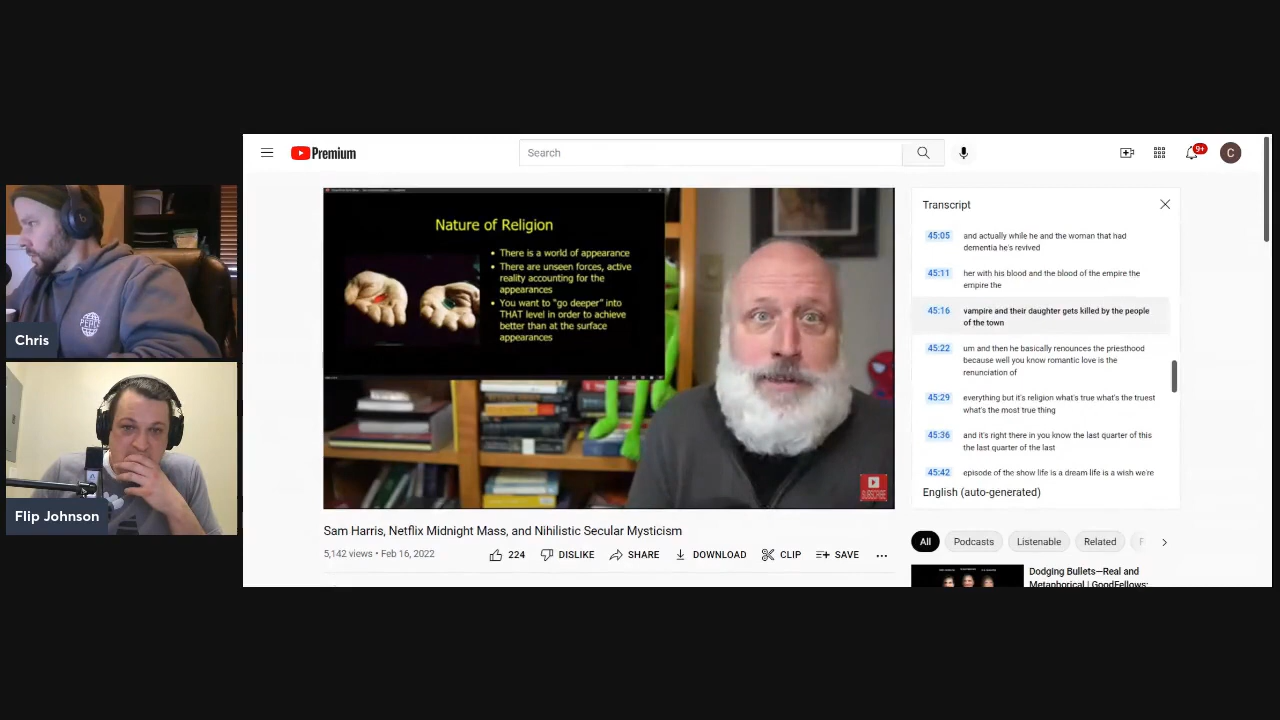 Premium
Search
9+
C
Nature of Religion
• There is a world of appearance
• There are unseen forces, active
reality accounting for the
appearances
• You want to "go deeper" into
THAT level in order to achieve
better than at the surface
appearances
Sam Harris, Netflix Midnight Mass, and Nihilistic Secular Mysticism
5,142 views • Feb 16, 2022
224
DISLIKE
SHARE
DOWNLOAD
CLIP
SAVE
Transcript
45:05 and actually while he and the woman that had
dementia he's revived
45:11 her with his blood and the blood of the empire the
empire the
45:16 vampire and their daughter gets killed by the people
of the town
45:22 um and then he basically renounces the priesthood
because well you know romantic love is the
renunciation of
45:29 everything but it's religion what's true what's the truest
what's the most true thing
45:36 and it's right there in you know the last quarter of this
the last quarter of the last
45:42 episode of the show life is a dream life is a wish we're
English (auto-generated)
All
Podcasts
Listenable
Related
F
Dodging Bullets—Real and
Metaphorical | GoodFellows:
Chris
Flip Johnson